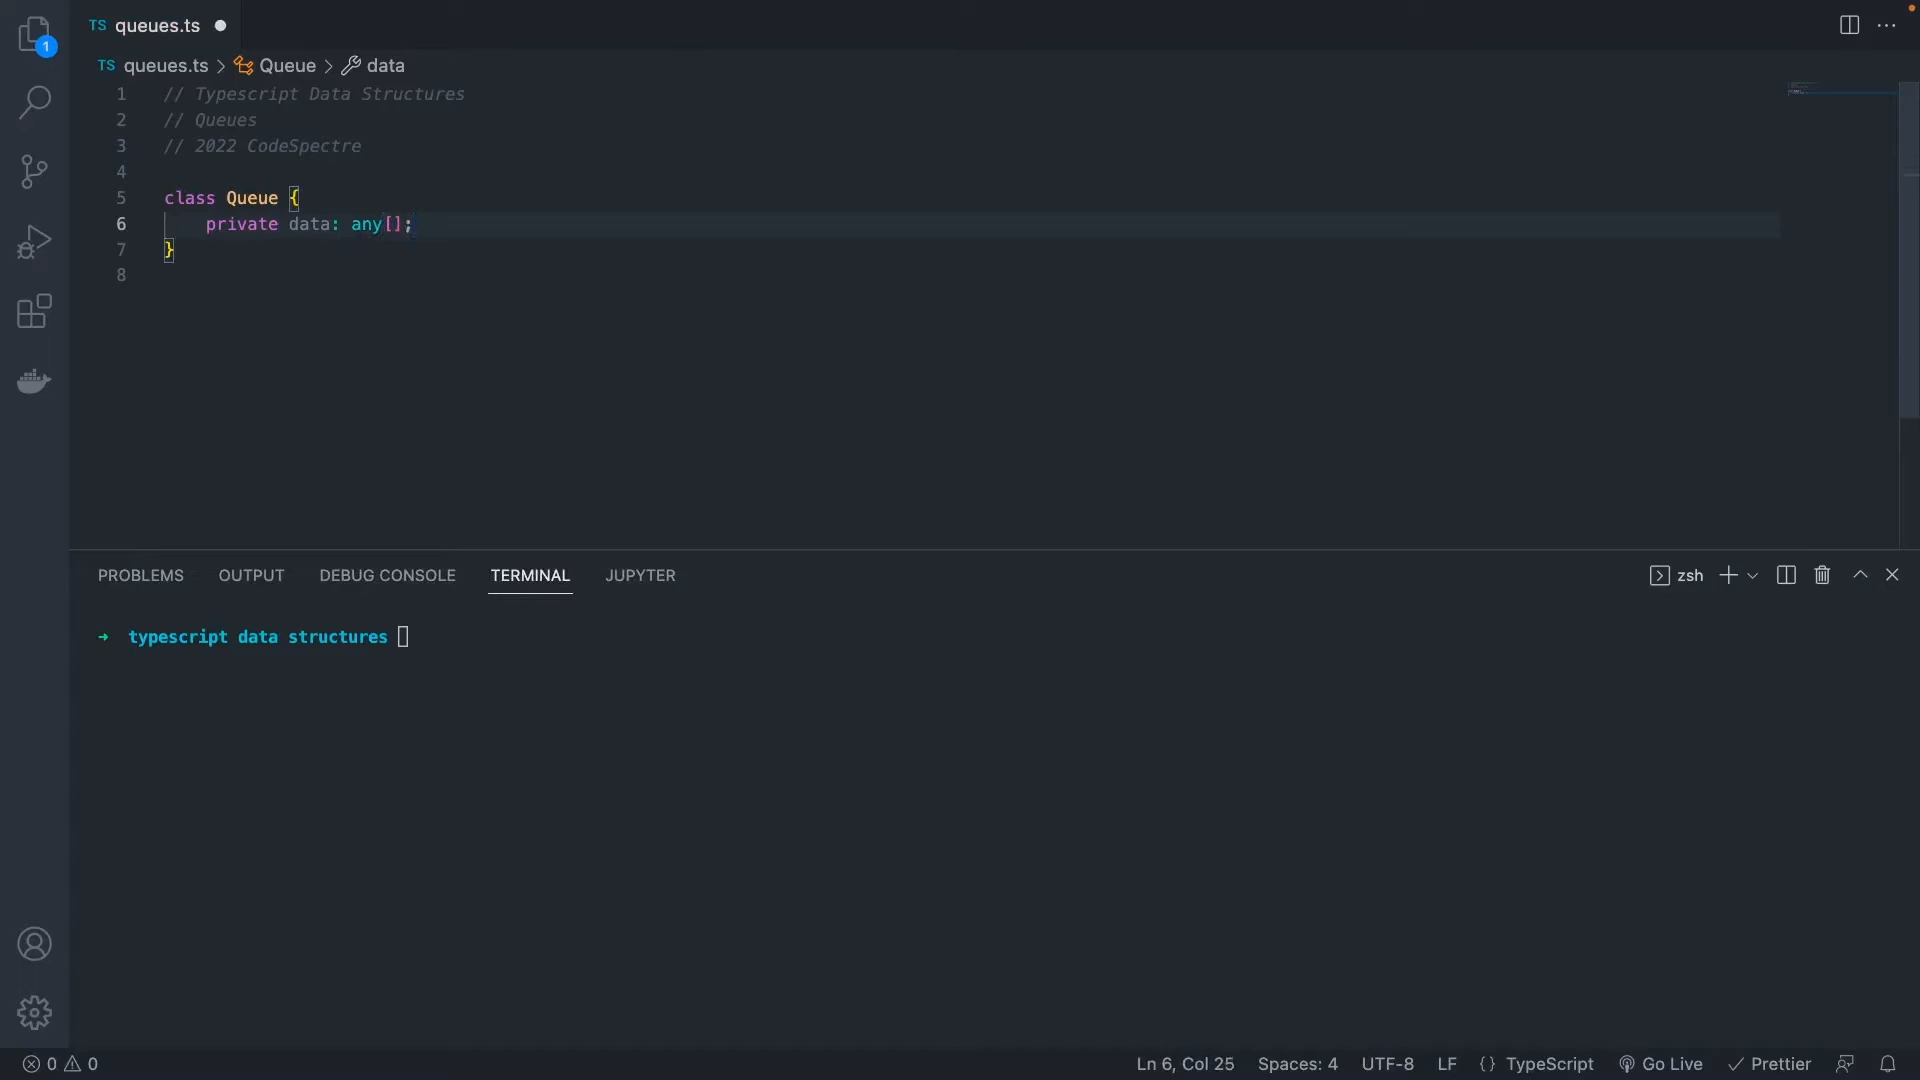 TS queues.ts
1
TS queues.ts > Queue > data
1 // Typescript Data Structures
2 // Queues
3 // 2022 CodeSpectre
4
5 class Queue {
6 private data: any[];
7 }
8
PROBLEMS OUTPUT DEBUG CONSOLE TERMINAL JUPYTER zsh
→ typescript data structures
0 0 Ln 6, Col 25 Spaces: 4 UTF-8 LF {} TypeScript Go Live Prettier